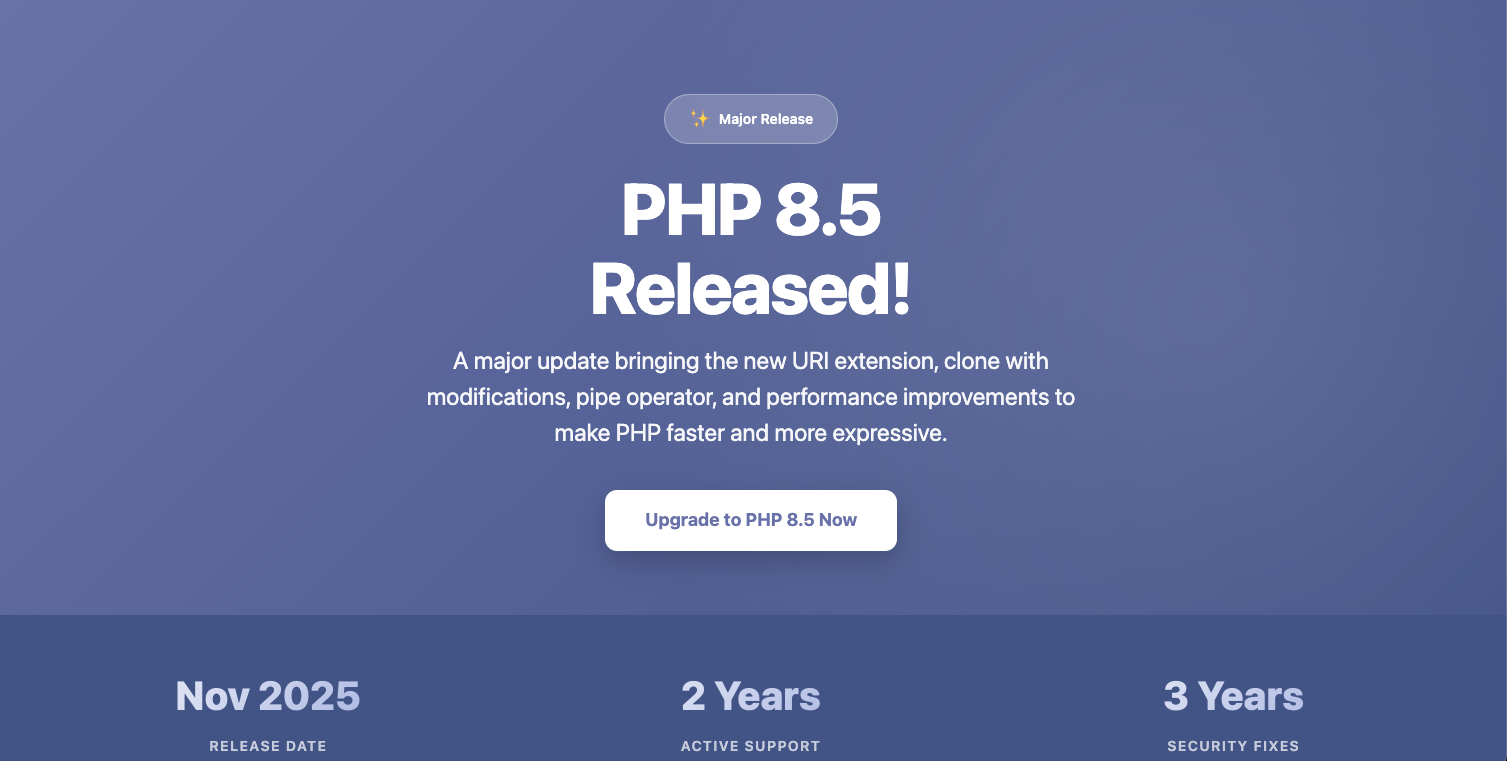 ✨ Major Release
PHP 8.5
Released!
A major update bringing the new URI extension, clone with
modifications, pipe operator, and performance improvements to
make PHP faster and more expressive.
Upgrade to PHP 8.5 Now
Nov 2025
2 Years
3 Years
RELEASE DATE
ACTIVE SUPPORT
SECURITY FIXES